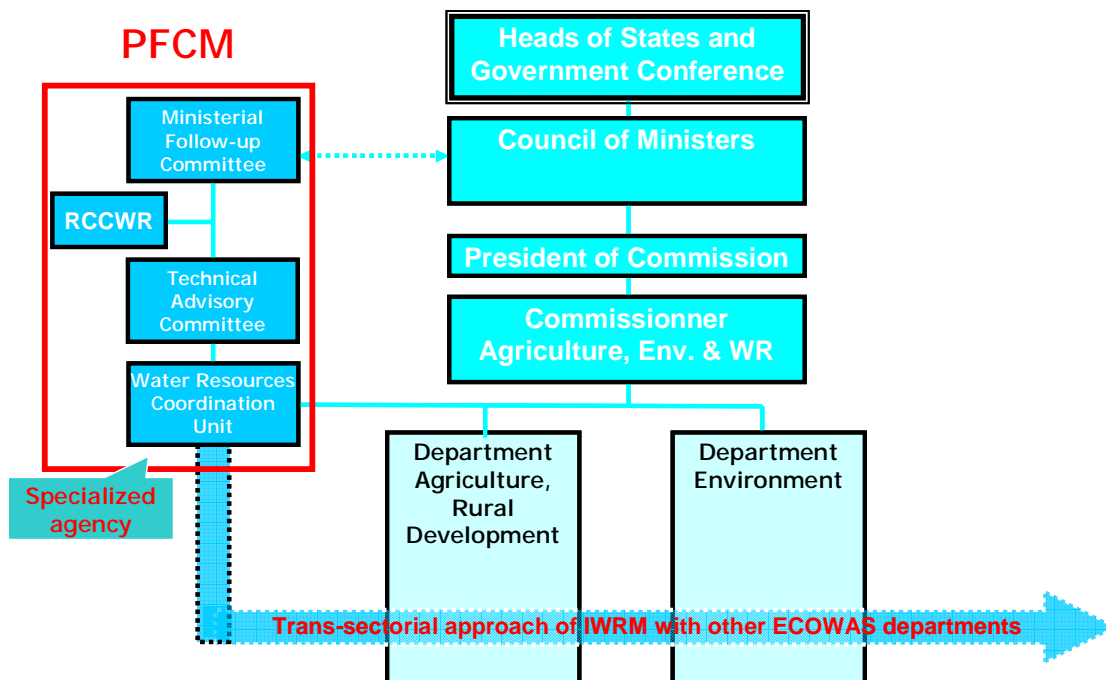 PFCM
Heads of States and
Government Conference
Ministerial
Follow-up
Committee
Council of Ministers
RCCWR
President of Commission
Technical
Advisory
Committee
Commissionner
Agriculture, Env. & WR
Water Resources
Coordination
Unit
Department
Agriculture,
Rural
Development
Department
Environment
Specialized
agency
Trans-sectorial approach of IWRM with other ECOWAS departments